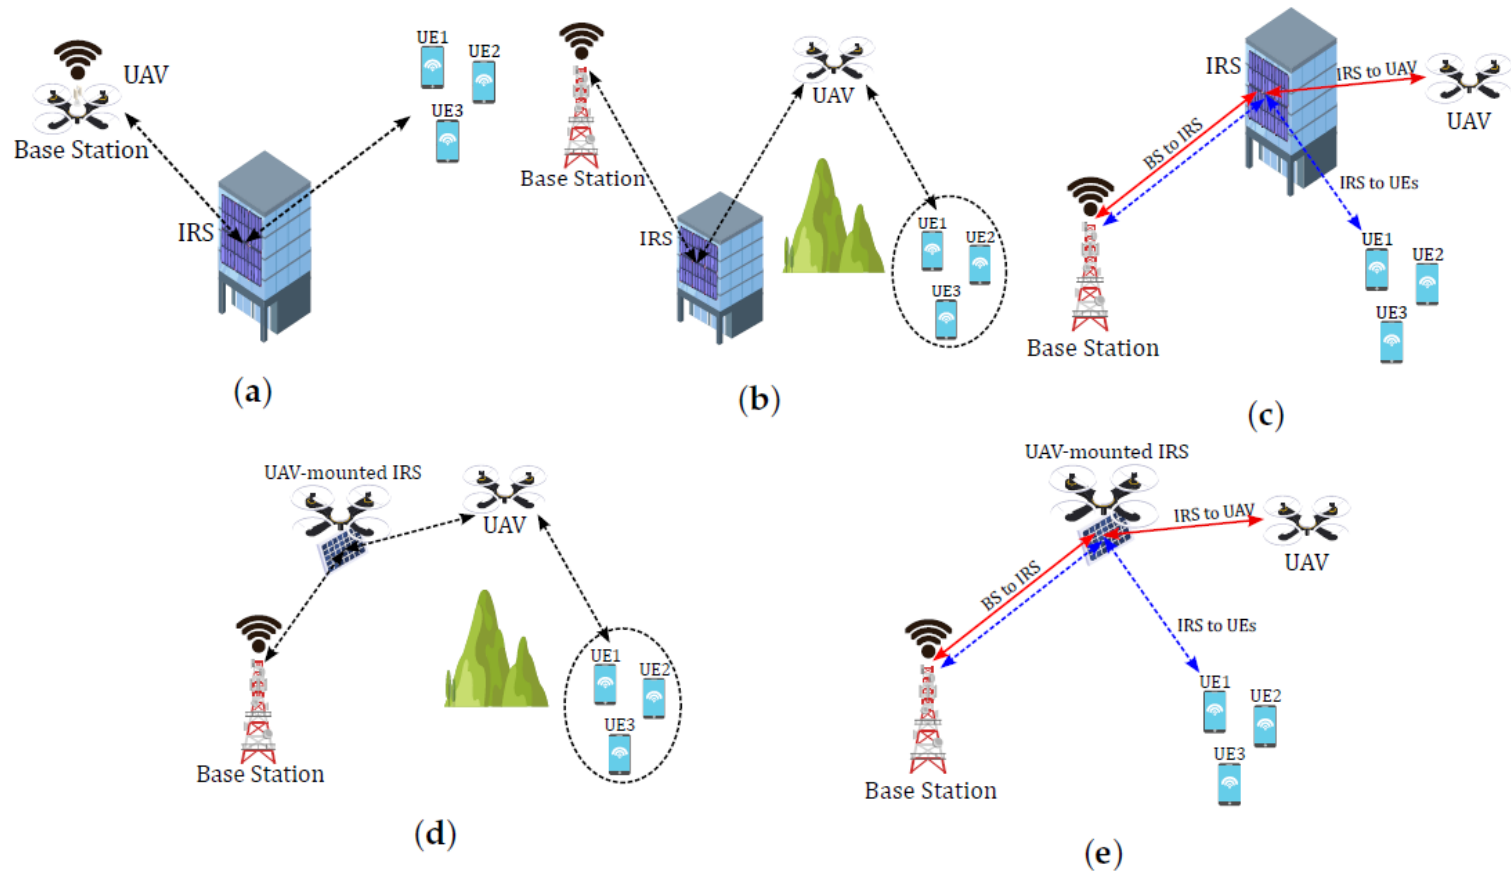 UAV
Base Station
IRS
UE1
UE2
UE3
(a)
Base Station
IRS
UAV
UE1
UE2
UE3
(b)
IRS
IRS to UAV
UAV
BS to IRS
IRS to UEs
Base Station
UE1
UE2
UE3
(c)
UAV-mounted IRS
UAV
Base Station
UE1
UE2
UE3
(d)
UAV-mounted IRS
IRS to UAV
UAV
BS to IRS
IRS to UEs
Base Station
UE1
UE2
UE3
(e)